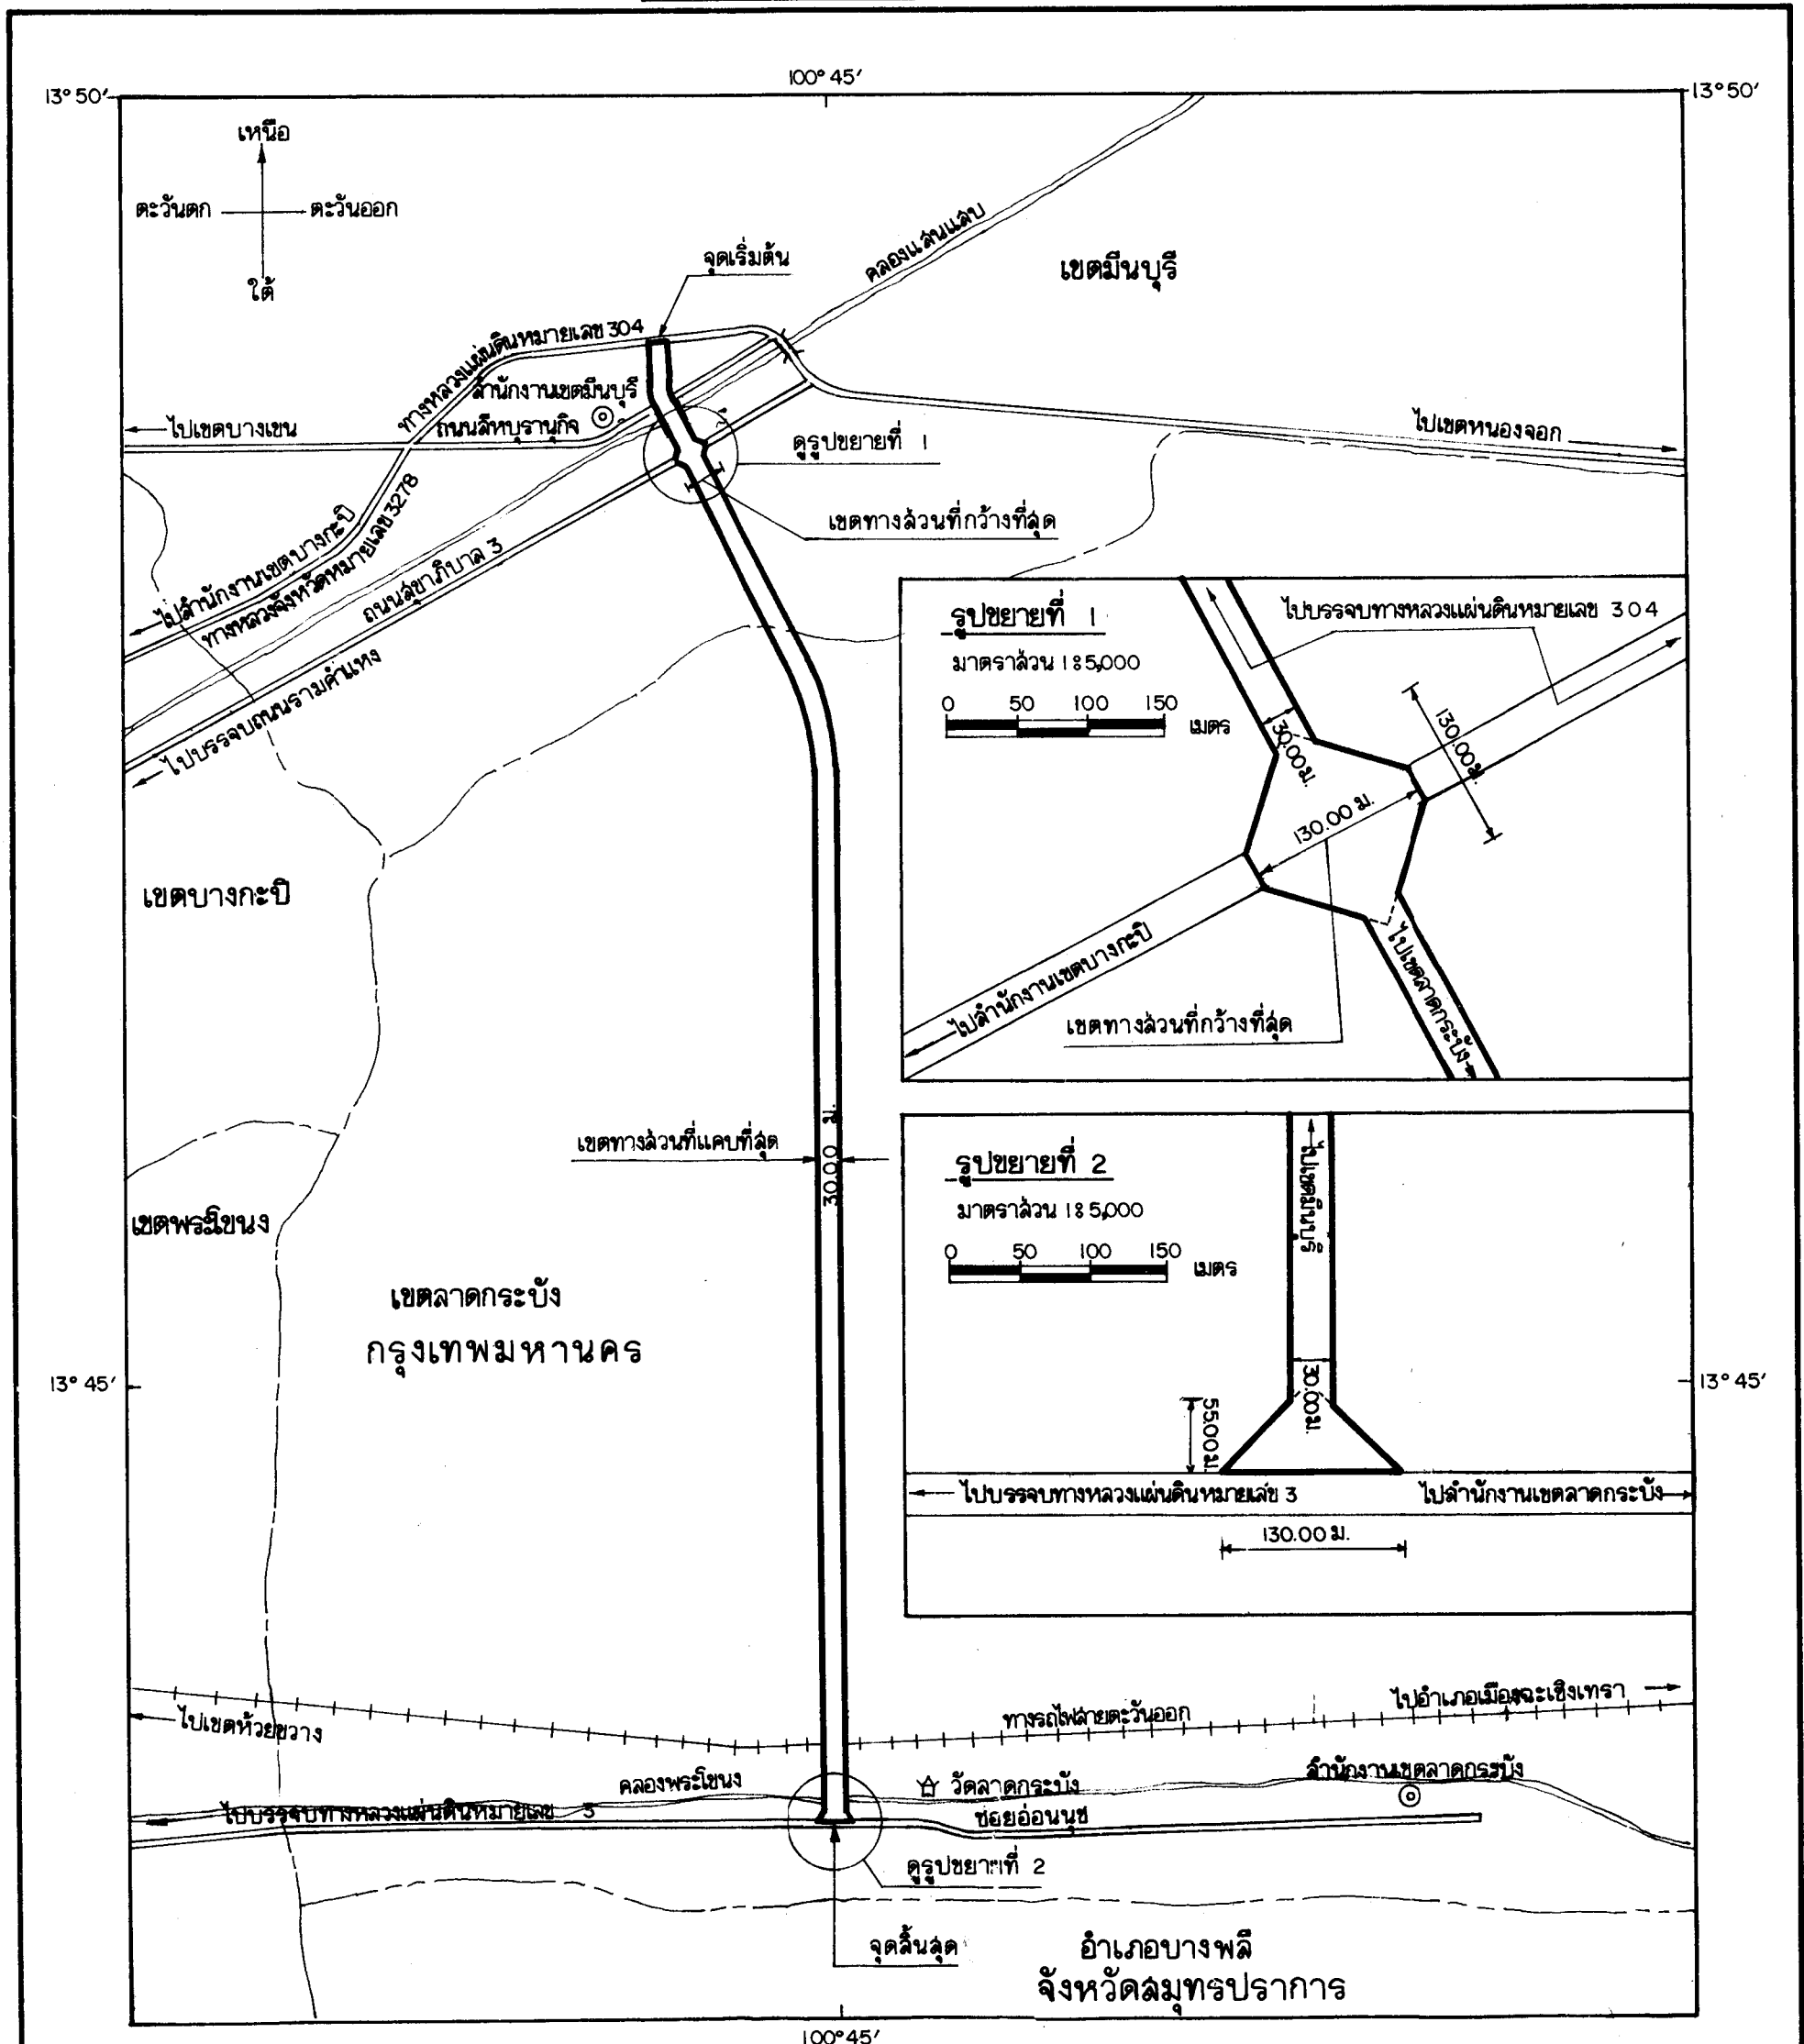 100° 45′
13° 50′
13° 50′
เหนือ
ตะวันตก
ตะวันออก
ใต้
จุดเริ่มต้น
คลองแสนแสบ
เขตมีนบุรี
ทางหลวงแผ่นดินหมายเลข 304
สำนักงานเขตมีนบุรี
ถนนสีหบุรานุกิจ
ไปเขตบางเขน
ไปเขตหนองจอก
ดูรูปขยายที่ 1
เขตทางส่วนที่กว้างที่สุด
ไปสำนักงานเขตบางกะปิ
ทางหลวงจังหวัดหมายเลข 3278
ถนนสุขาภิบาล 3
ไปบรรจบถนนรามคำแหง
รูปขยายที่ 1
มาตราส่วน 1:5,000
0 50 100 150
เมตร
ไปบรรจบทางหลวงแผ่นดินหมายเลข 304
30.00 ม.
130.00 ม.
130.00 ม.
ไปสำนักงานเขตบางกะปิ
เขตทางส่วนที่กว้างที่สุด
ไปเขตลาดกระบัง
เขตบางกะปิ
เขตทางส่วนที่แคบที่สุด
30.00 ม.
เขตพระโขนง
เขตลาดกระบัง
กรุงเทพมหานคร
รูปขยายที่ 2
มาตราส่วน 1:5,000
0 50 100 150
เมตร
ไปเขตมีนบุรี
30.00 ม.
55.00 ม.
ไปบรรจบทางหลวงแผ่นดินหมายเลข 3
ไปสำนักงานเขตลาดกระบัง
130.00 ม.
13° 45′
13° 45′
ไปเขตห้วยขวาง
ทางรถไฟสายตะวันออก
ไปอำเภอเมืองฉะเชิงเทรา
คลองพระโขนง
วัดลาดกระบัง
สำนักงานเขตลาดกระบัง
ไปบรรจบทางหลวงแผ่นดินหมายเลข 3
ซอยอ่อนนุช
ดูรูปขยายที่ 2
จุดสิ้นสุด
อำเภอบางพลี
จังหวัดสมุทรปราการ
100° 45′